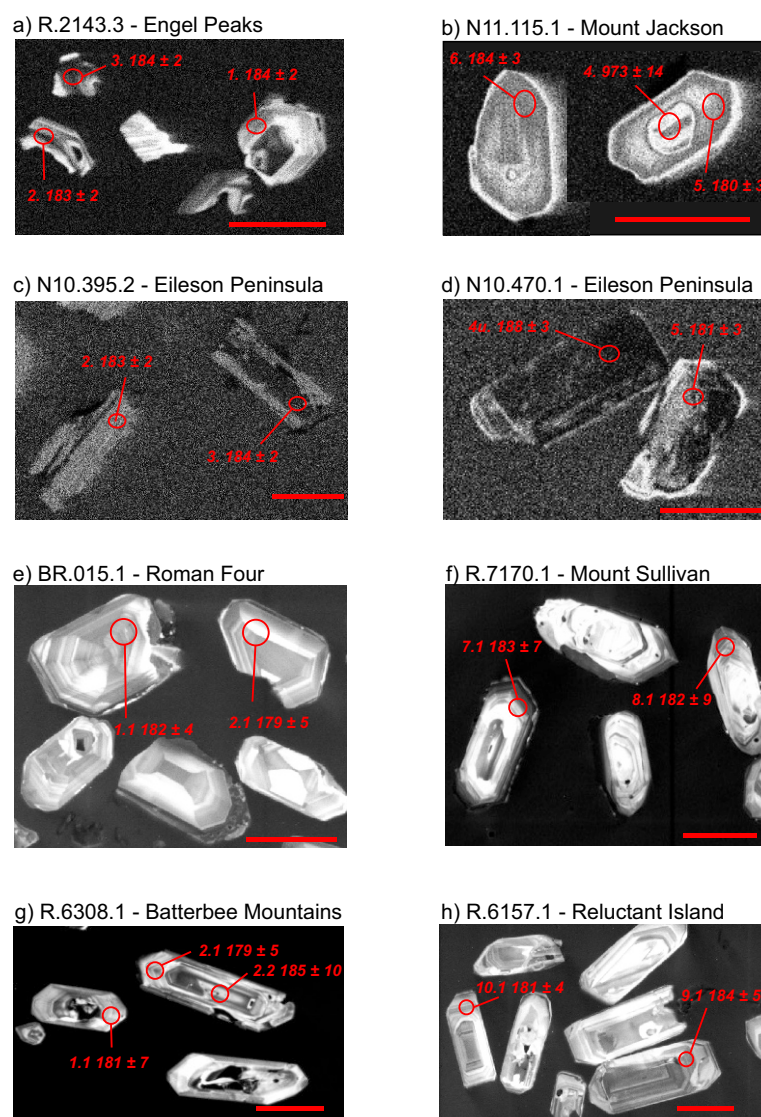 a) R.2143.3 - Engel Peaks
3. 184 ± 2
1. 184 ± 2
2. 183 ± 2
b) N11.115.1 - Mount Jackson
6. 184 ± 3
4. 973 ± 14
5. 180 ± 3
c) N10.395.2 - Eileson Peninsula
2. 183 ± 2
3. 184 ± 2
d) N10.470.1 - Eileson Peninsula
4a. 188 ± 3
5. 181 ± 3
e) BR.015.1 - Roman Four
1.1 182 ± 4
2.1 179 ± 5
f) R.7170.1 - Mount Sullivan
7.1 183 ± 7
8.1 182 ± 9
g) R.6308.1 - Batterbee Mountains
2.1 179 ± 5
2.2 185 ± 10
1.1 181 ± 7
h) R.6157.1 - Reluctant Island
10.1 181 ± 4
9.1 184 ± 5